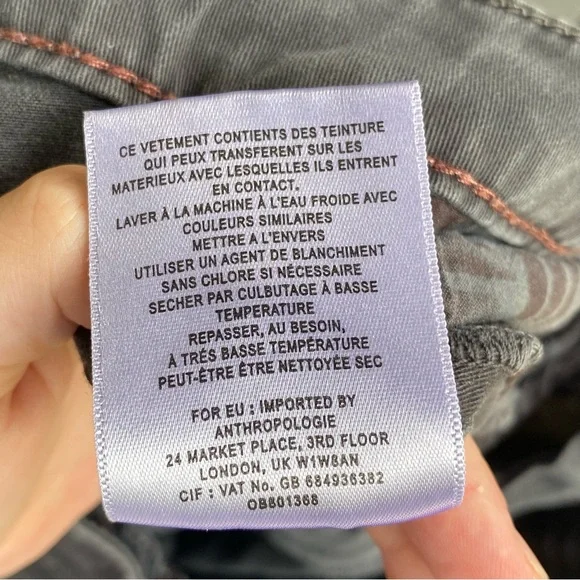 CE VETEMENT CONTIENTS DES TEINTURE
QUI PEUX TRANSFERENT SUR LES
MATERIEUX AVEC LESQUELLES ILS ENTRENT
EN CONTACT.
LAVER À LA MACHINE À L'EAU FROIDE AVEC
COULEURS SIMILAIRES
METTRE A L'ENVERS
UTILISER UN AGENT DE BLANCHIMENT
SANS CHLORE SI NÉCESSAIRE
SECHER PAR CULBUTAGE À BASSE
TEMPERATURE
REPASSER, AU BESOIN,
À TRÉS BASSE TEMPÉRATURE
PEUT-ÊTRE ÊTRE NETTOYÉE SEC
FOR EU : IMPORTED BY
ANTHROPOLOGIE
24 MARKET PLACE, 3RD FLOOR
LONDON, UK W1W8AN
CIF : VAT No. GB 684936382
OB801368